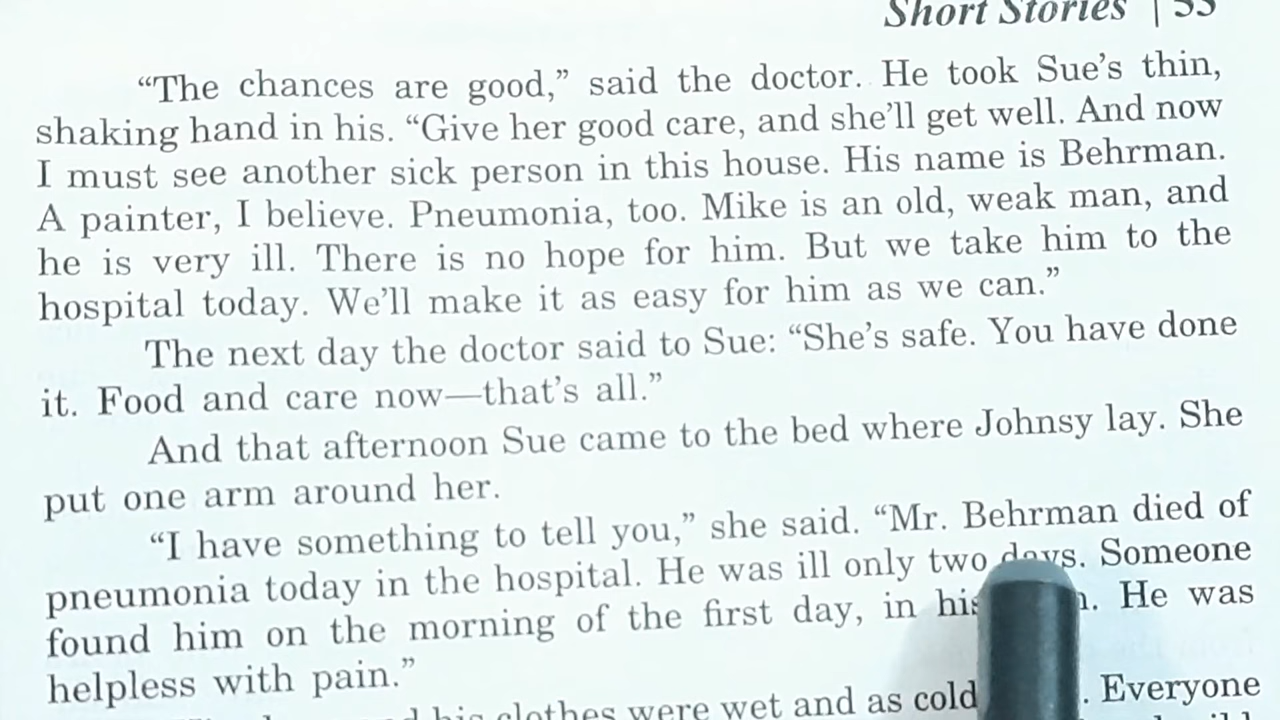 Short Stories | 53
“The chances are good,” said the doctor. He took Sue’s thin,
shaking hand in his. “Give her good care, and she’ll get well. And now
I must see another sick person in this house. His name is Behrman.
A painter, I believe. Pneumonia, too. Mike is an old, weak man, and
he is very ill. There is no hope for him. But we take him to the
hospital today. We’ll make it as easy for him as we can.”
The next day the doctor said to Sue: “She’s safe. You have done
it. Food and care now—that’s all.”
And that afternoon Sue came to the bed where Johnsy lay. She
put one arm around her.
“I have something to tell you,” she said. “Mr. Behrman died of
pneumonia today in the hospital. He was ill only two days. Someone
found him on the morning of the first day, in his He was
helpless with pain.”
his clothes were wet and as cold . Everyone